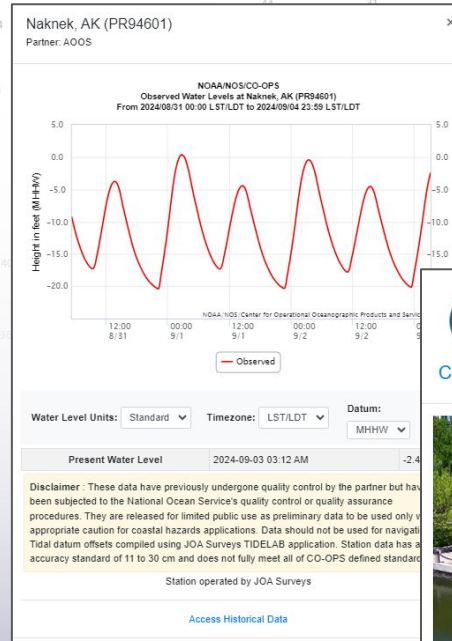 Naknek, AK (PR94601)
×
Partner: AOOS
NOAA/NOS/CO-OPS
Observed Water Levels at Naknek, AK (PR94601)
From 2024/08/31 00:00 LST/LDT to 2024/09/04 23:59 LST/LDT
Height in feet (MHHW)
5.0 5.0
0.0 0.0
-5.0 -5.0
-10.0 -10.0
-15.0 -15.0
-20.0
NOAA/NOS/Center for Operational Oceanographic Products and
12:00 00:00 12:00 00:00 12:00
8/31 9/1 9/1 9/2 9/2
Observed
Water Level Units: Standard Timezone: LST/LDT Datum: MHHW
Present Water Level 2024-09-03 03:12 AM -2.4
Disclaimer : These data have previously undergone quality control by the partner but
been subjected to the National Ocean Service's quality control or quality assurance
procedures. They are released for limited public use as preliminary data to be used only
appropriate caution for coastal hazards applications. Data should not be used for
Tidal datum offsets compiled using JOA Surveys TIDELAB application. Station data has a
accuracy standard of 11 to 30 cm and does not fully meet all of CO-OPS defined
Station operated by JOA Surveys
Access Historical Data